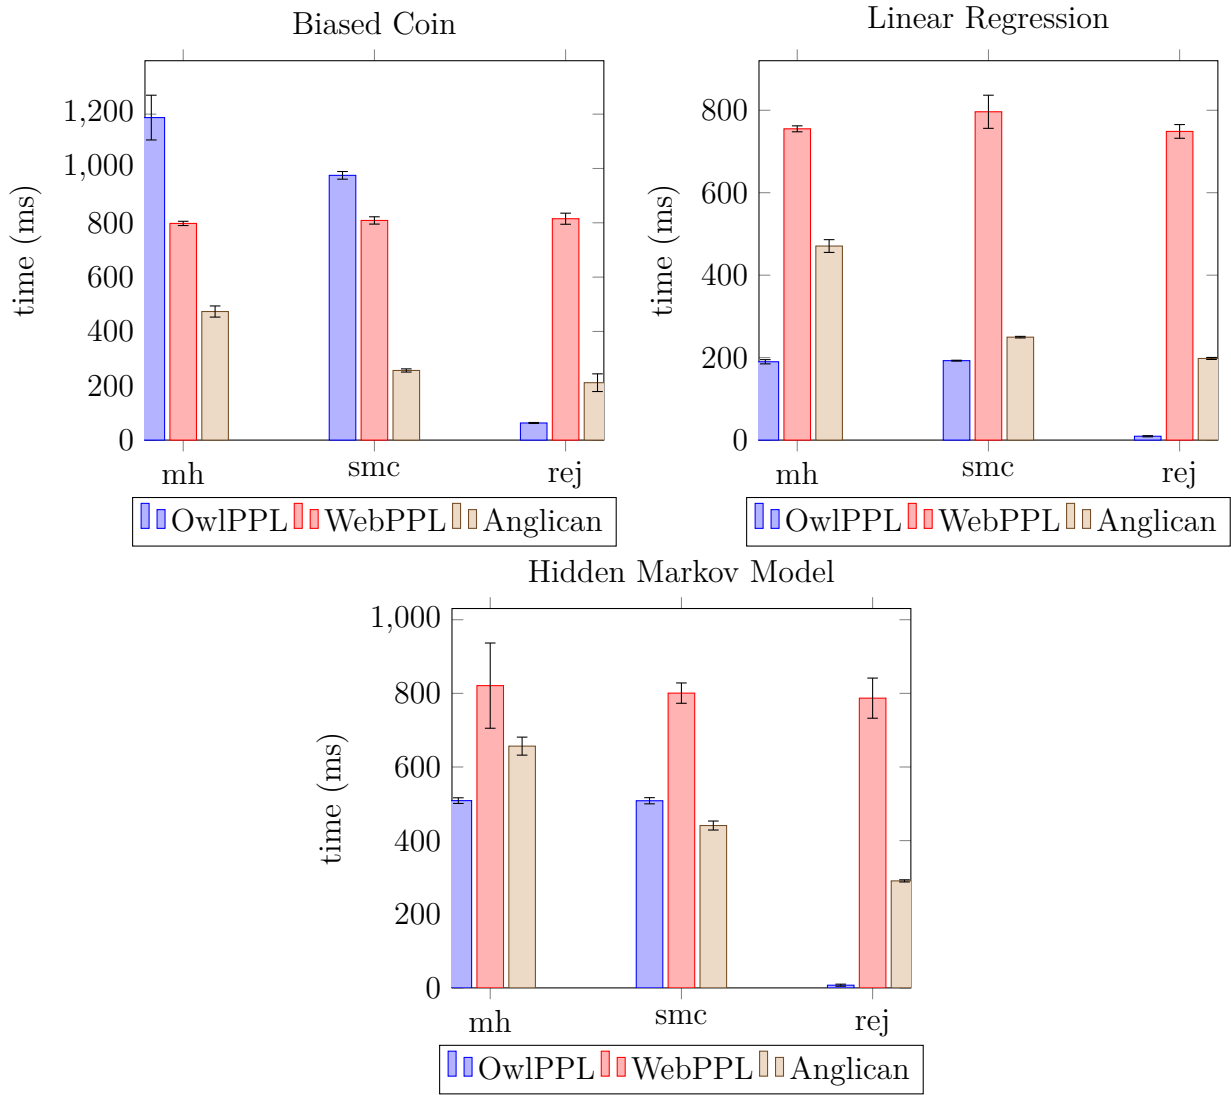 Biased Coin
1,200
1,000
800
600
400
200
0
time (ms)
mh smc rej
OwlPPL WebPPL Anglican
Linear Regression
800
600
400
200
0
time (ms)
mh smc rej
OwlPPL WebPPL Anglican
Hidden Markov Model
1,000
800
600
400
200
0
time (ms)
mh smc rej
OwlPPL WebPPL Anglican